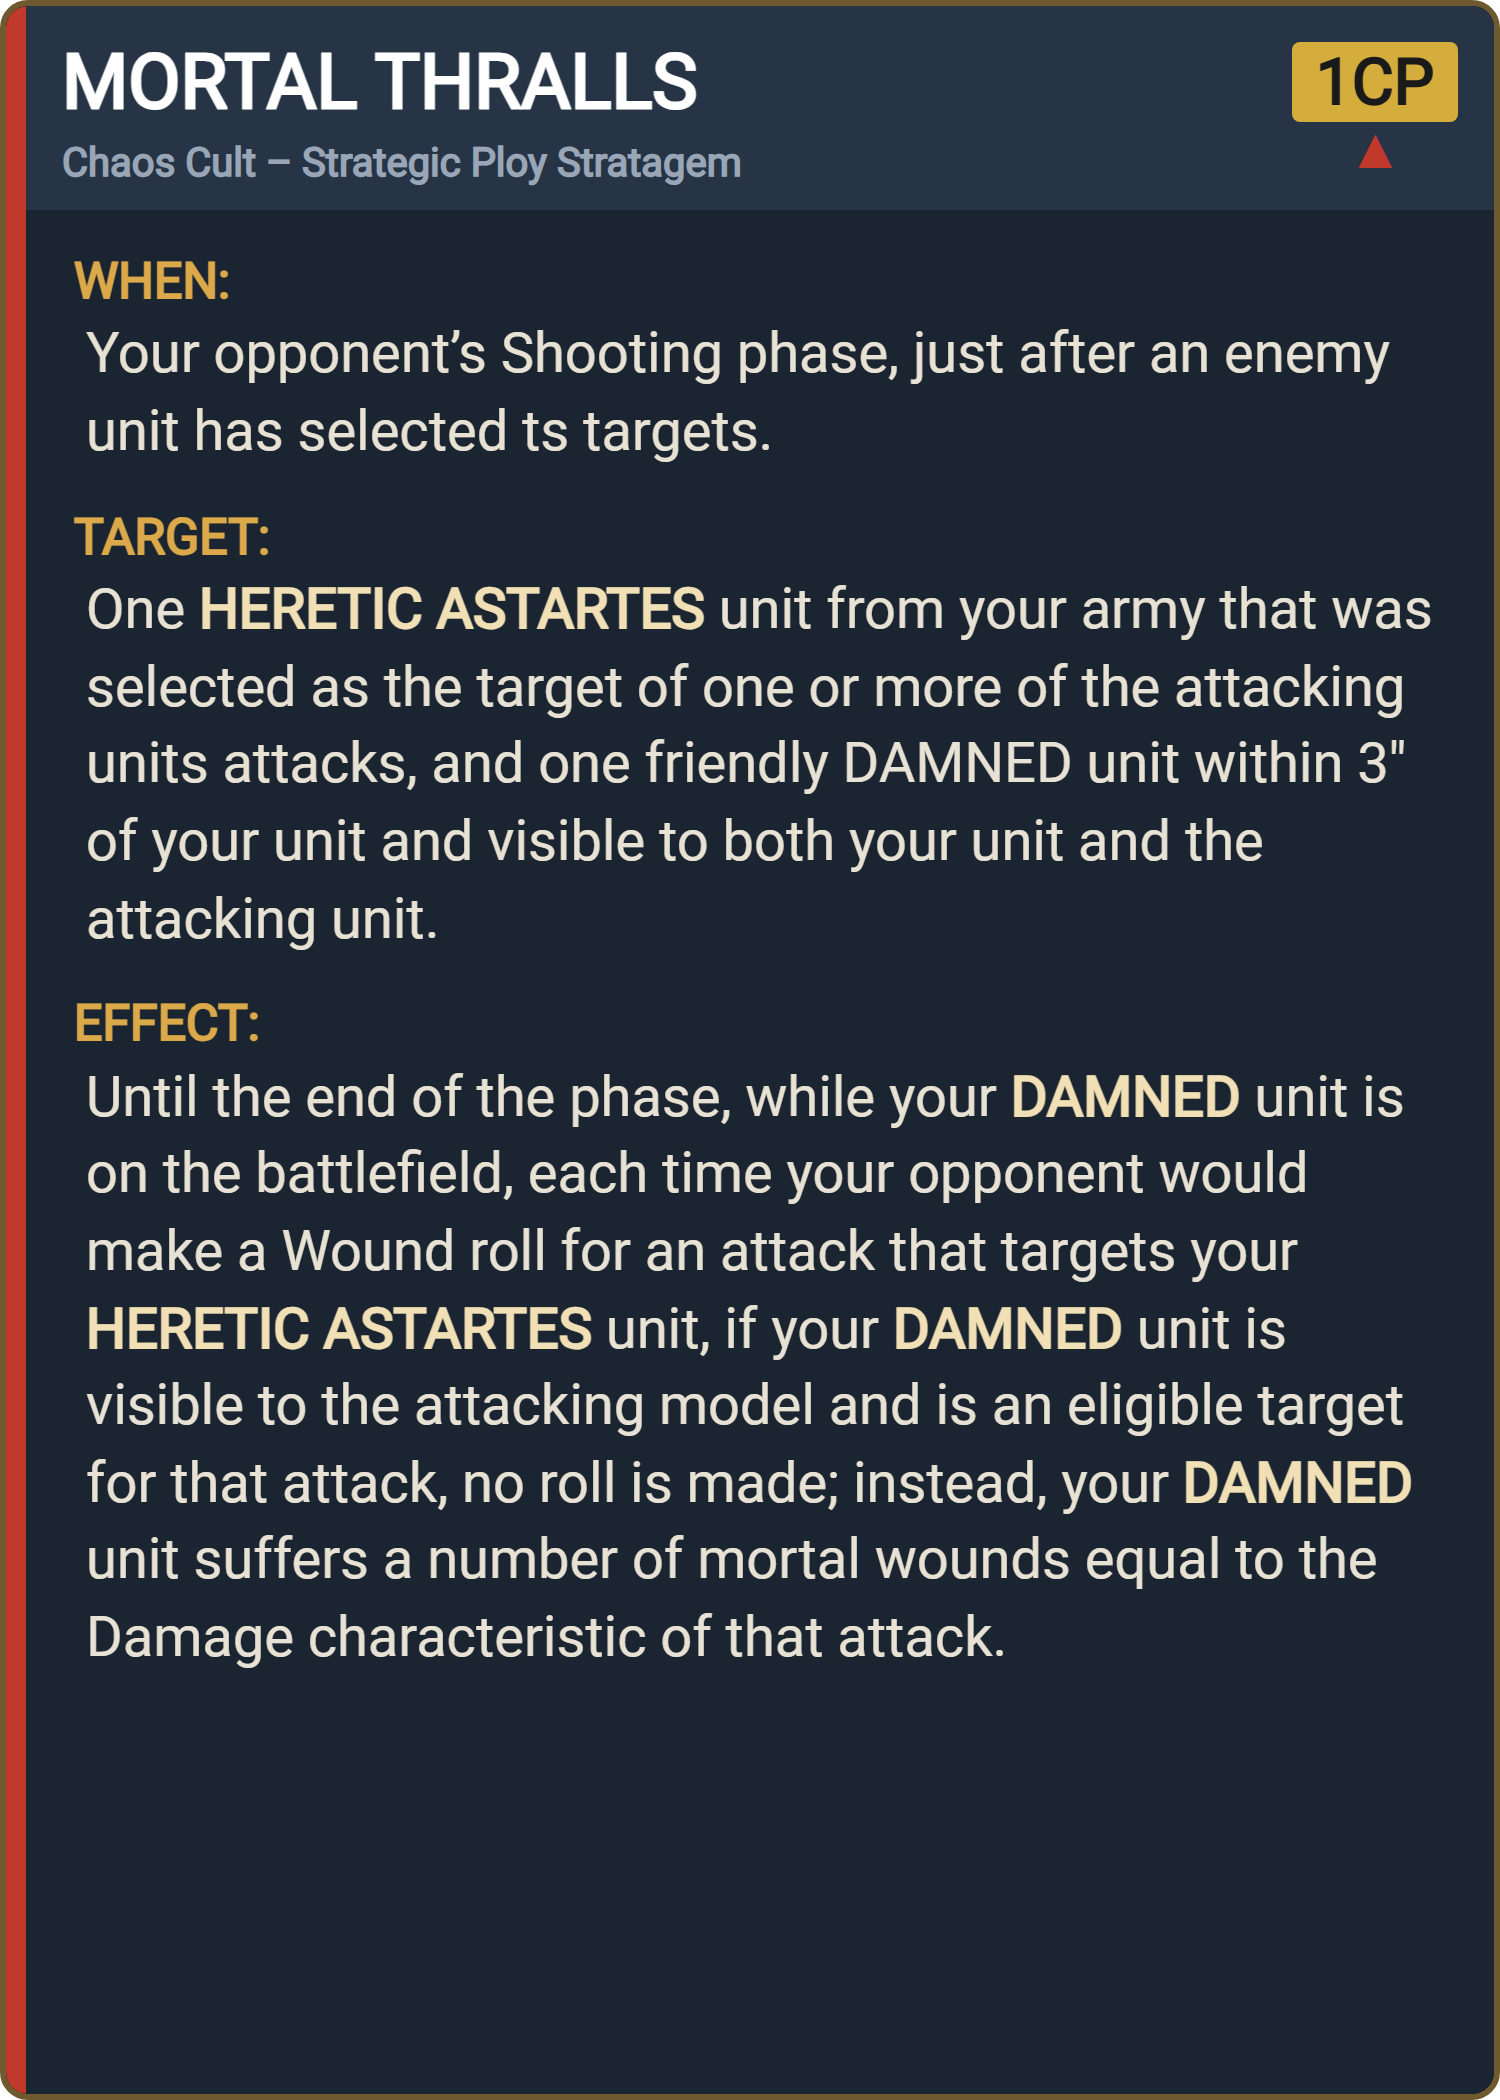 MORTAL THRALLS
1CP
Chaos Cult – Strategic Ploy Stratagem
WHEN:
Your opponent’s Shooting phase, just after an enemy
unit has selected ts targets.
TARGET:
One HERETIC ASTARTES unit from your army that was
selected as the target of one or more of the attacking
units attacks, and one friendly DAMNED unit within 3"
of your unit and visible to both your unit and the
attacking unit.
EFFECT:
Until the end of the phase, while your DAMNED unit is
on the battlefield, each time your opponent would
make a Wound roll for an attack that targets your
HERETIC ASTARTES unit, if your DAMNED unit is
visible to the attacking model and is an eligible target
for that attack, no roll is made; instead, your DAMNED
unit suffers a number of mortal wounds equal to the
Damage characteristic of that attack.